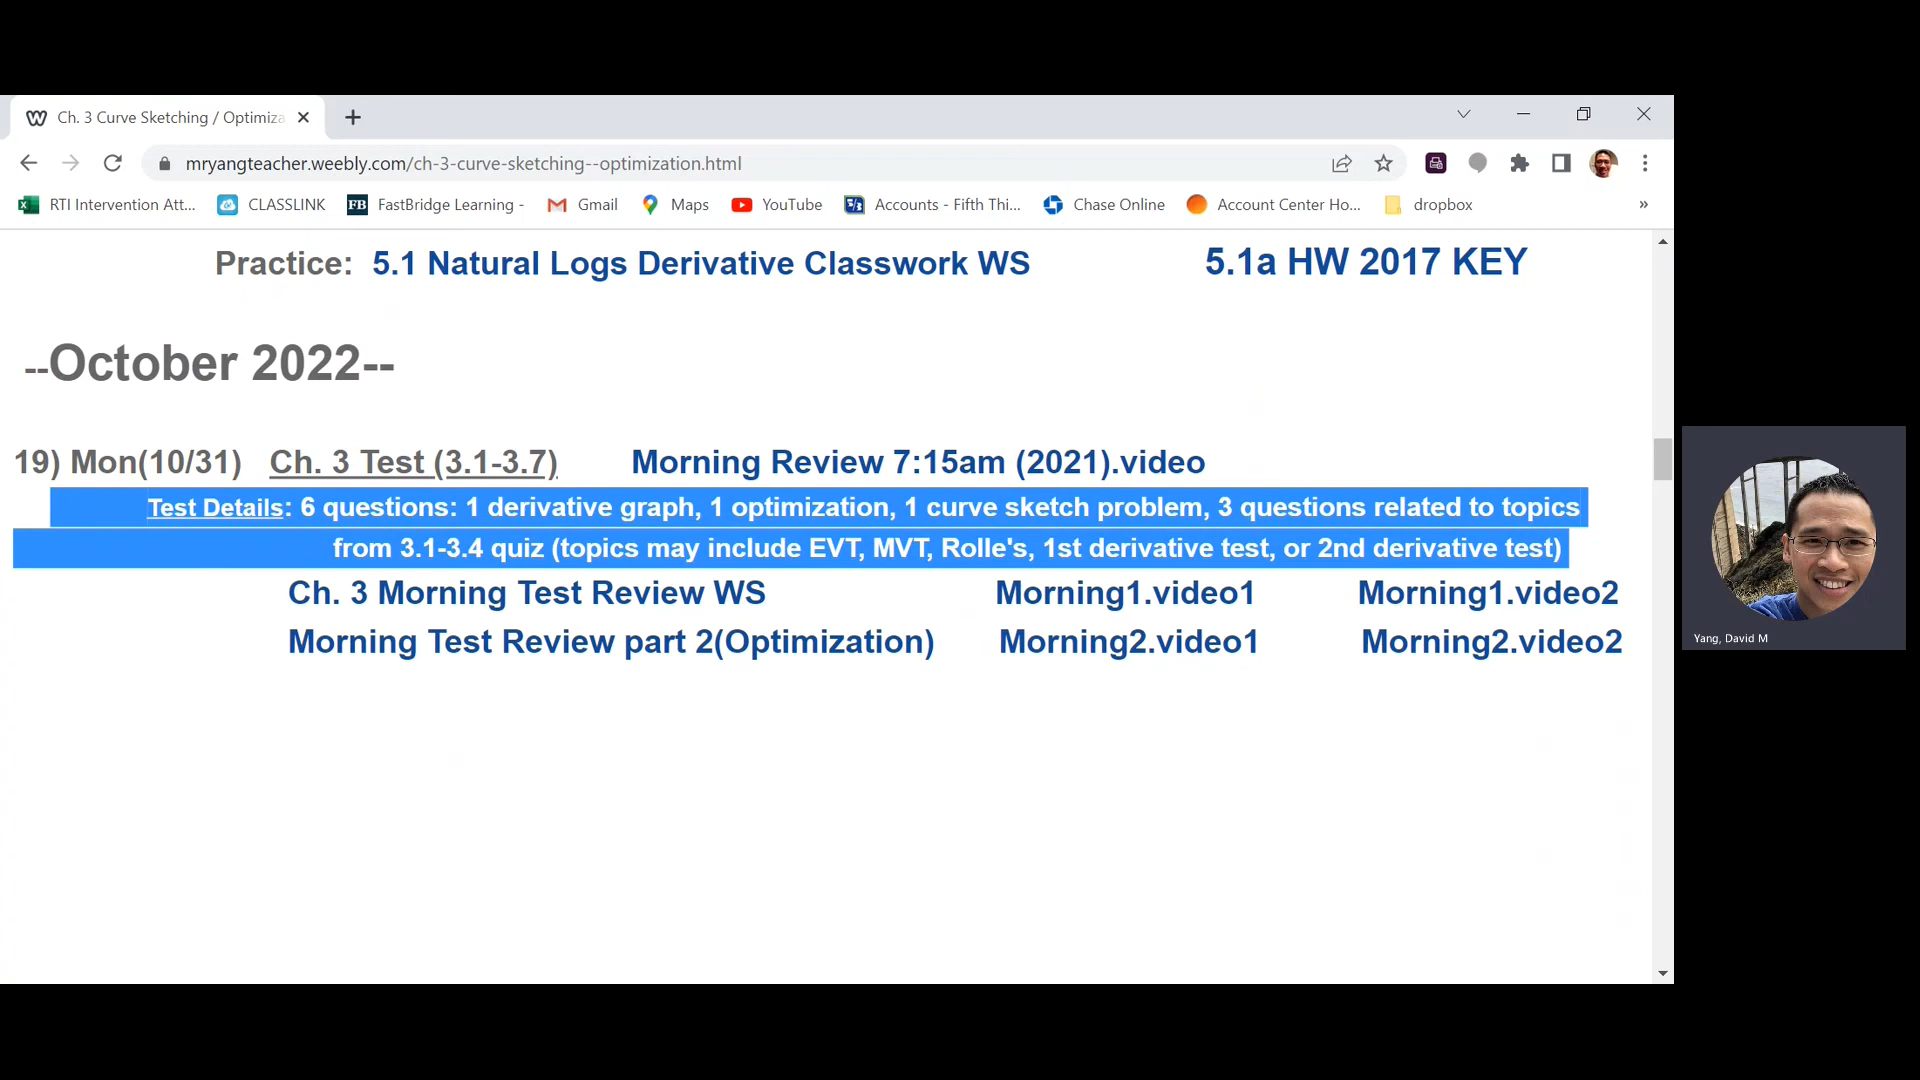 Ch. 3 Curve Sketching / Optimiza
mryangteacher.weebly.com/ch-3-curve-sketching--optimization.html
RTI Intervention Att... CLASSLINK FB FastBridge Learning - Gmail Maps YouTube Accounts - Fifth Thi... Chase Online Account Center Ho... dropbox »
Practice: 5.1 Natural Logs Derivative Classwork WS 5.1a HW 2017 KEY
--October 2022--
19) Mon(10/31) Ch. 3 Test (3.1-3.7) Morning Review 7:15am (2021).video
Test Details: 6 questions: 1 derivative graph, 1 optimization, 1 curve sketch problem, 3 questions related to topics
from 3.1-3.4 quiz (topics may include EVT, MVT, Rolle's, 1st derivative test, or 2nd derivative test)
Ch. 3 Morning Test Review WS Morning1.video1 Morning1.video2
Morning Test Review part 2(Optimization) Morning2.video1 Morning2.video2
Yang, David M